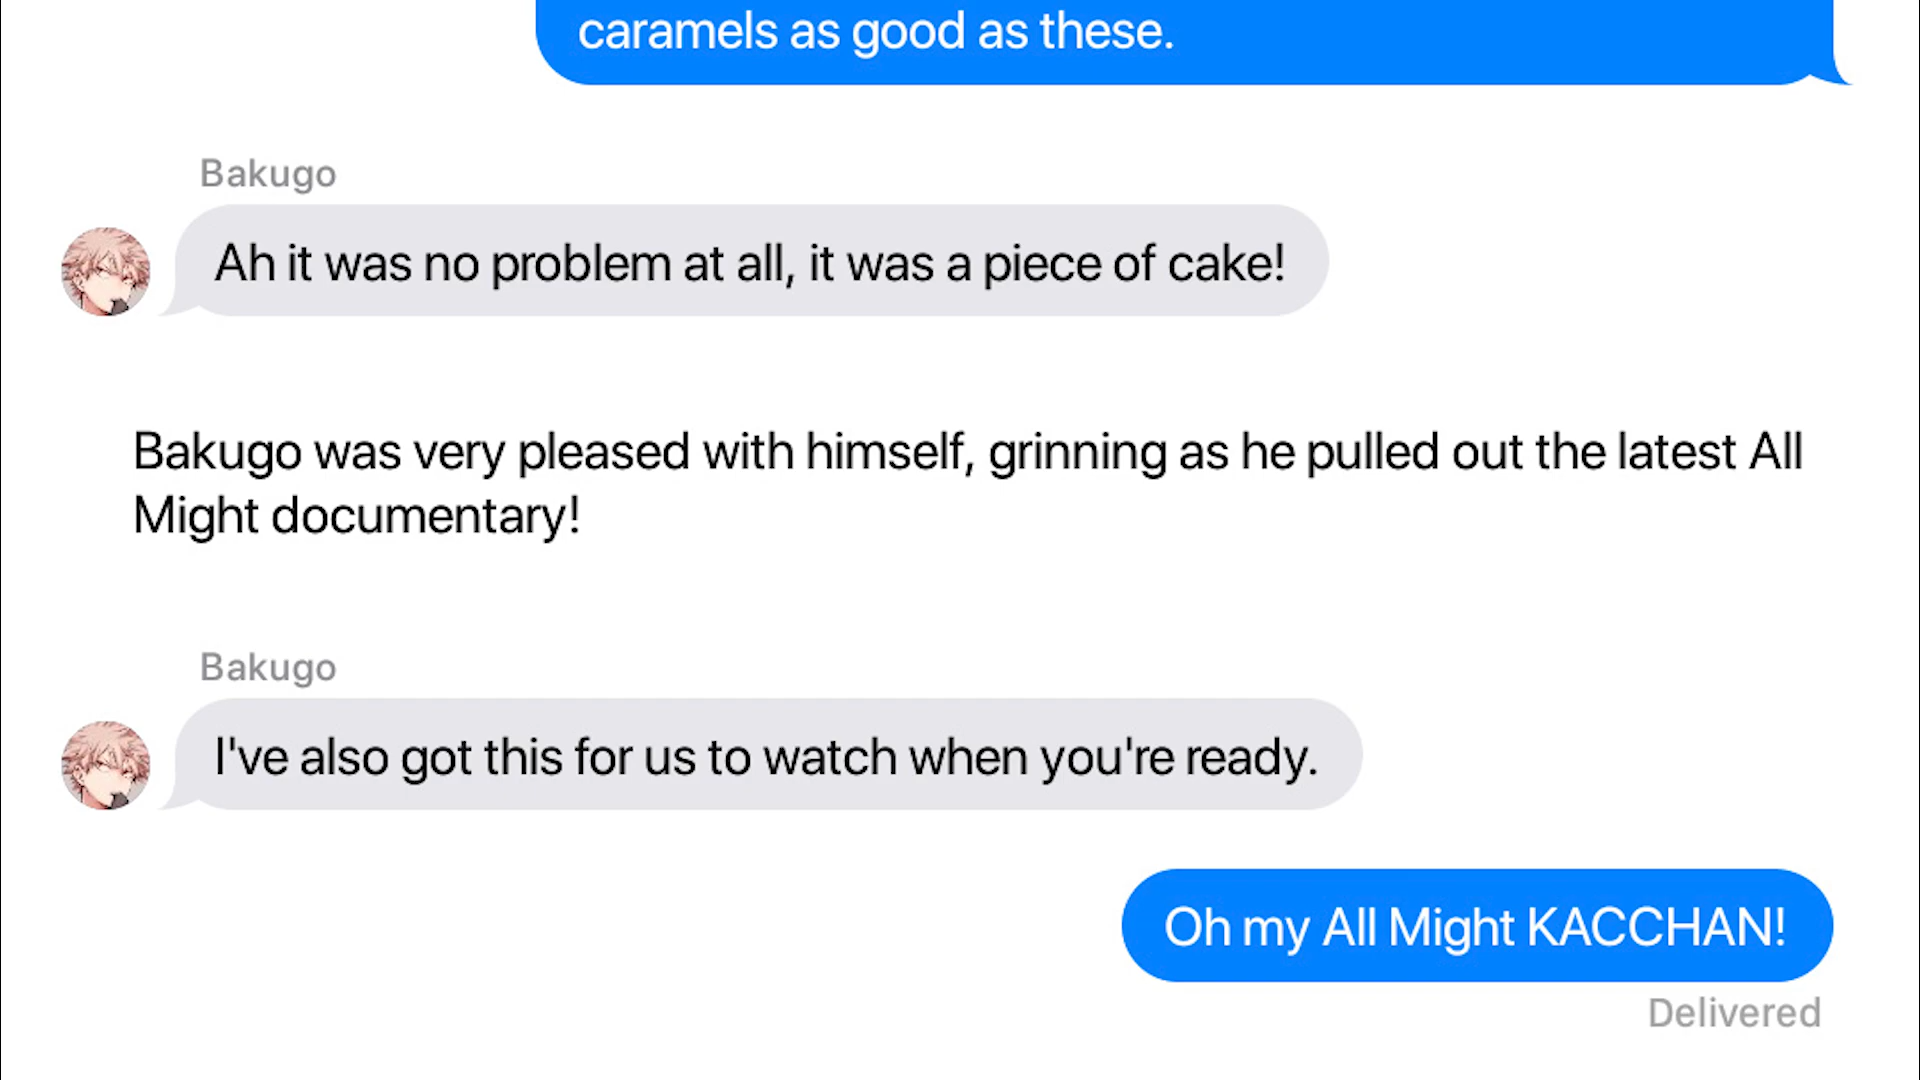 caramels as good as these.
Bakugo
Ah it was no problem at all, it was a piece of cake!
Bakugo was very pleased with himself, grinning as he pulled out the latest All
Might documentary!
Bakugo
I've also got this for us to watch when you're ready.
Oh my All Might KACCHAN!
Delivered